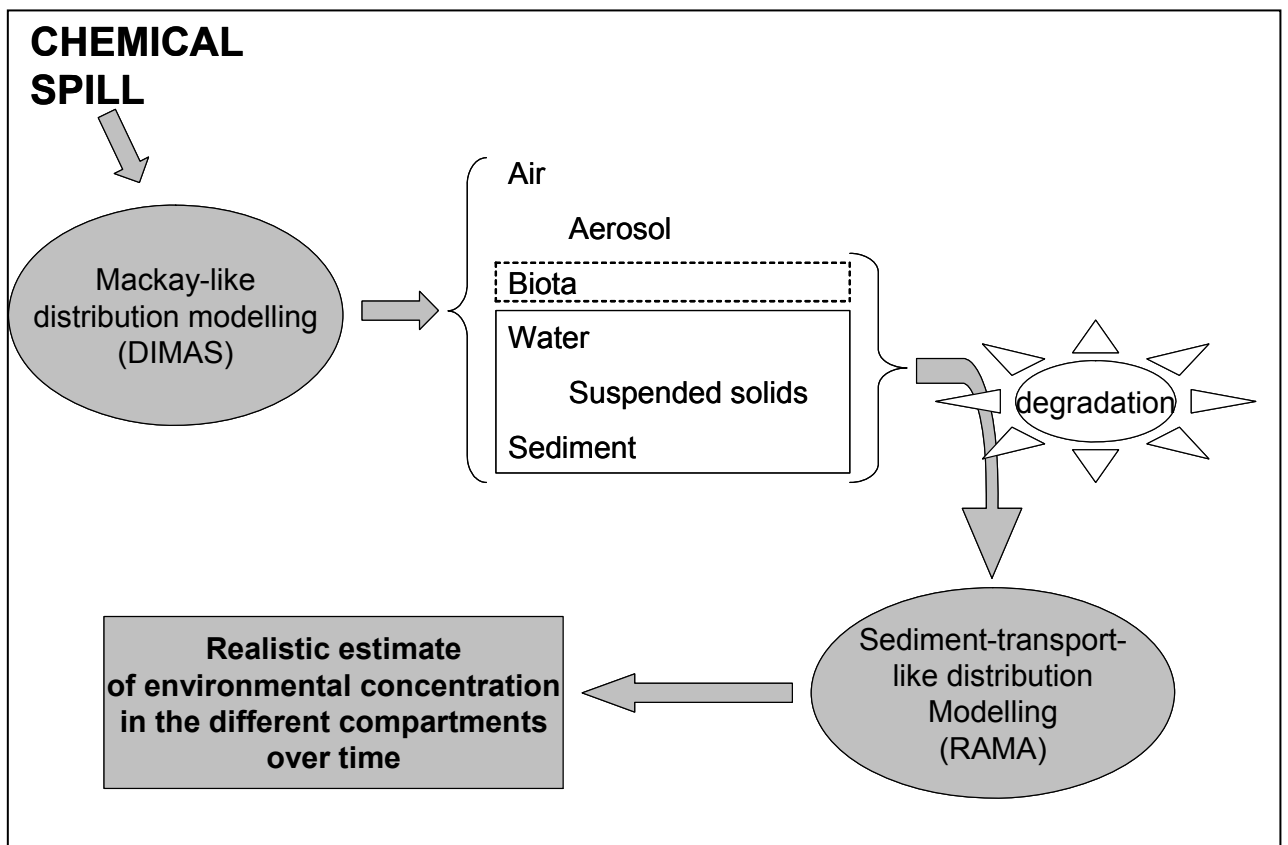 CHEMICAL
SPILL
Mackay-like
distribution modelling
(DIMAS)
Air
Aerosol
Biota
Water
Suspended solids
Sediment
degradation
Sediment-transport-
like distribution
Modelling
(RAMA)
Realistic estimate
of environmental concentration
in the different compartments
over time